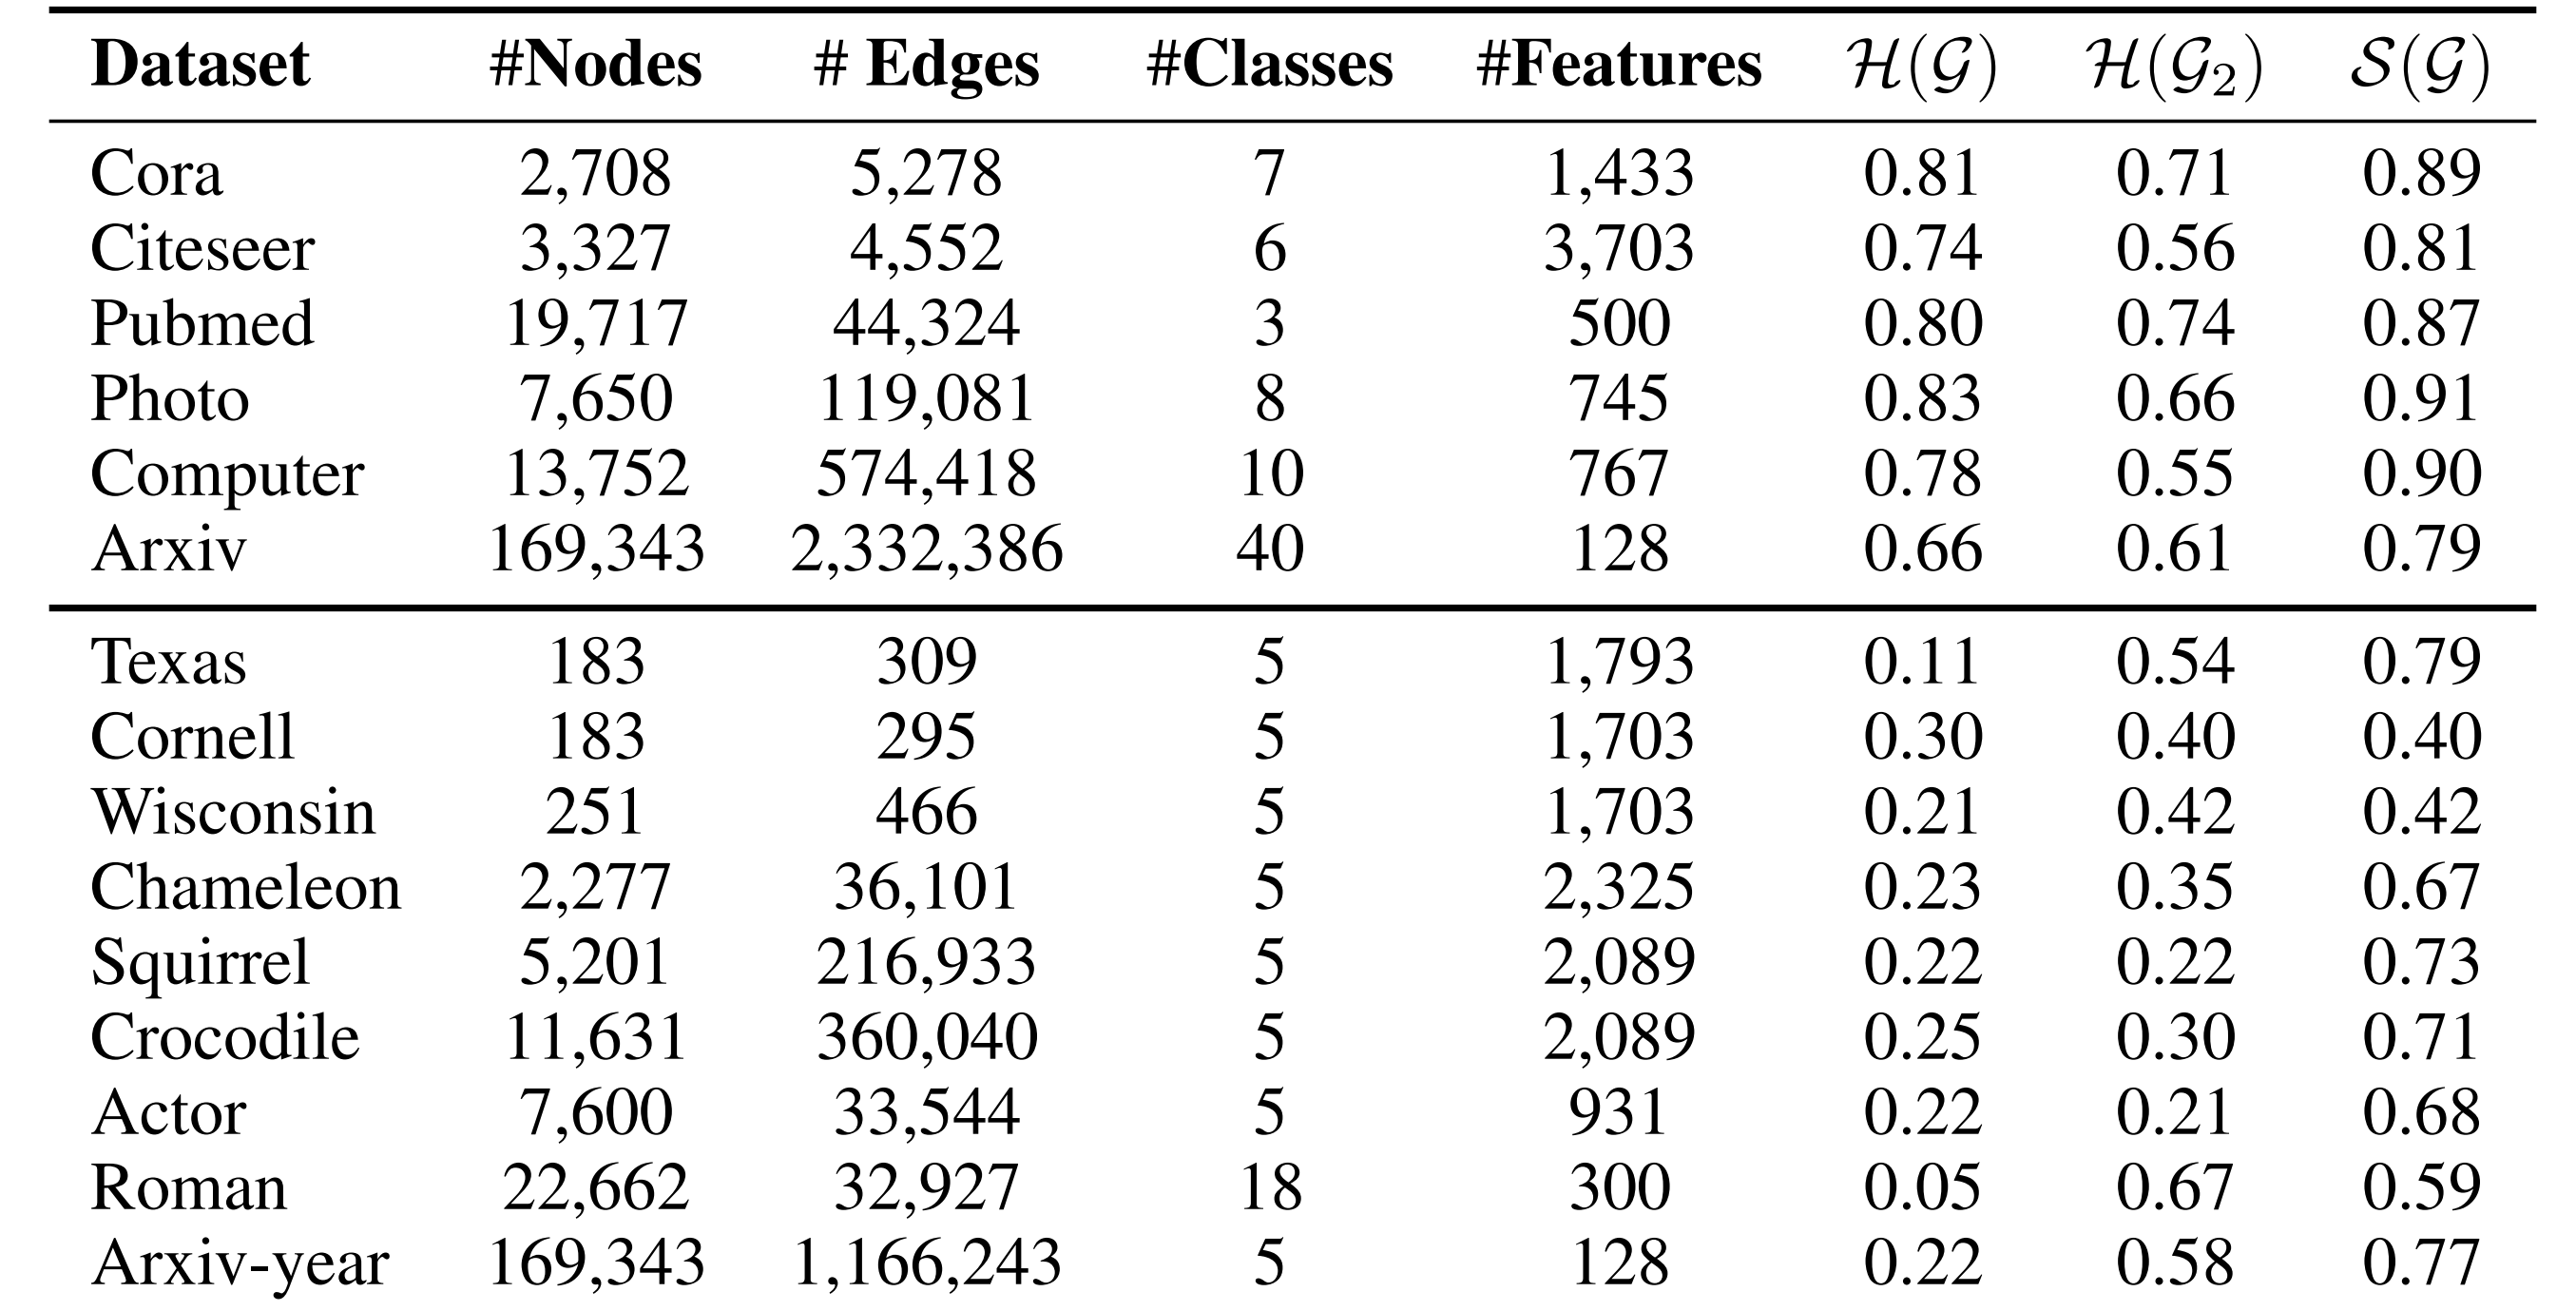 Dataset #Nodes # Edges #Classes #Features ℋ(𝒢) ℋ(𝒢₂) 𝒮(𝒢)
Cora 2,708 5,278 7 1,433 0.81 0.71 0.89
Citeseer 3,327 4,552 6 3,703 0.74 0.56 0.81
Pubmed 19,717 44,324 3 500 0.80 0.74 0.87
Photo 7,650 119,081 8 745 0.83 0.66 0.91
Computer 13,752 574,418 10 767 0.78 0.55 0.90
Arxiv 169,343 2,332,386 40 128 0.66 0.61 0.79
Texas 183 309 5 1,793 0.11 0.54 0.79
Cornell 183 295 5 1,703 0.30 0.40 0.40
Wisconsin 251 466 5 1,703 0.21 0.42 0.42
Chameleon 2,277 36,101 5 2,325 0.23 0.35 0.67
Squirrel 5,201 216,933 5 2,089 0.22 0.22 0.73
Crocodile 11,631 360,040 5 2,089 0.25 0.30 0.71
Actor 7,600 33,544 5 931 0.22 0.21 0.68
Roman 22,662 32,927 18 300 0.05 0.67 0.59
Arxiv-year 169,343 1,166,243 5 128 0.22 0.58 0.77